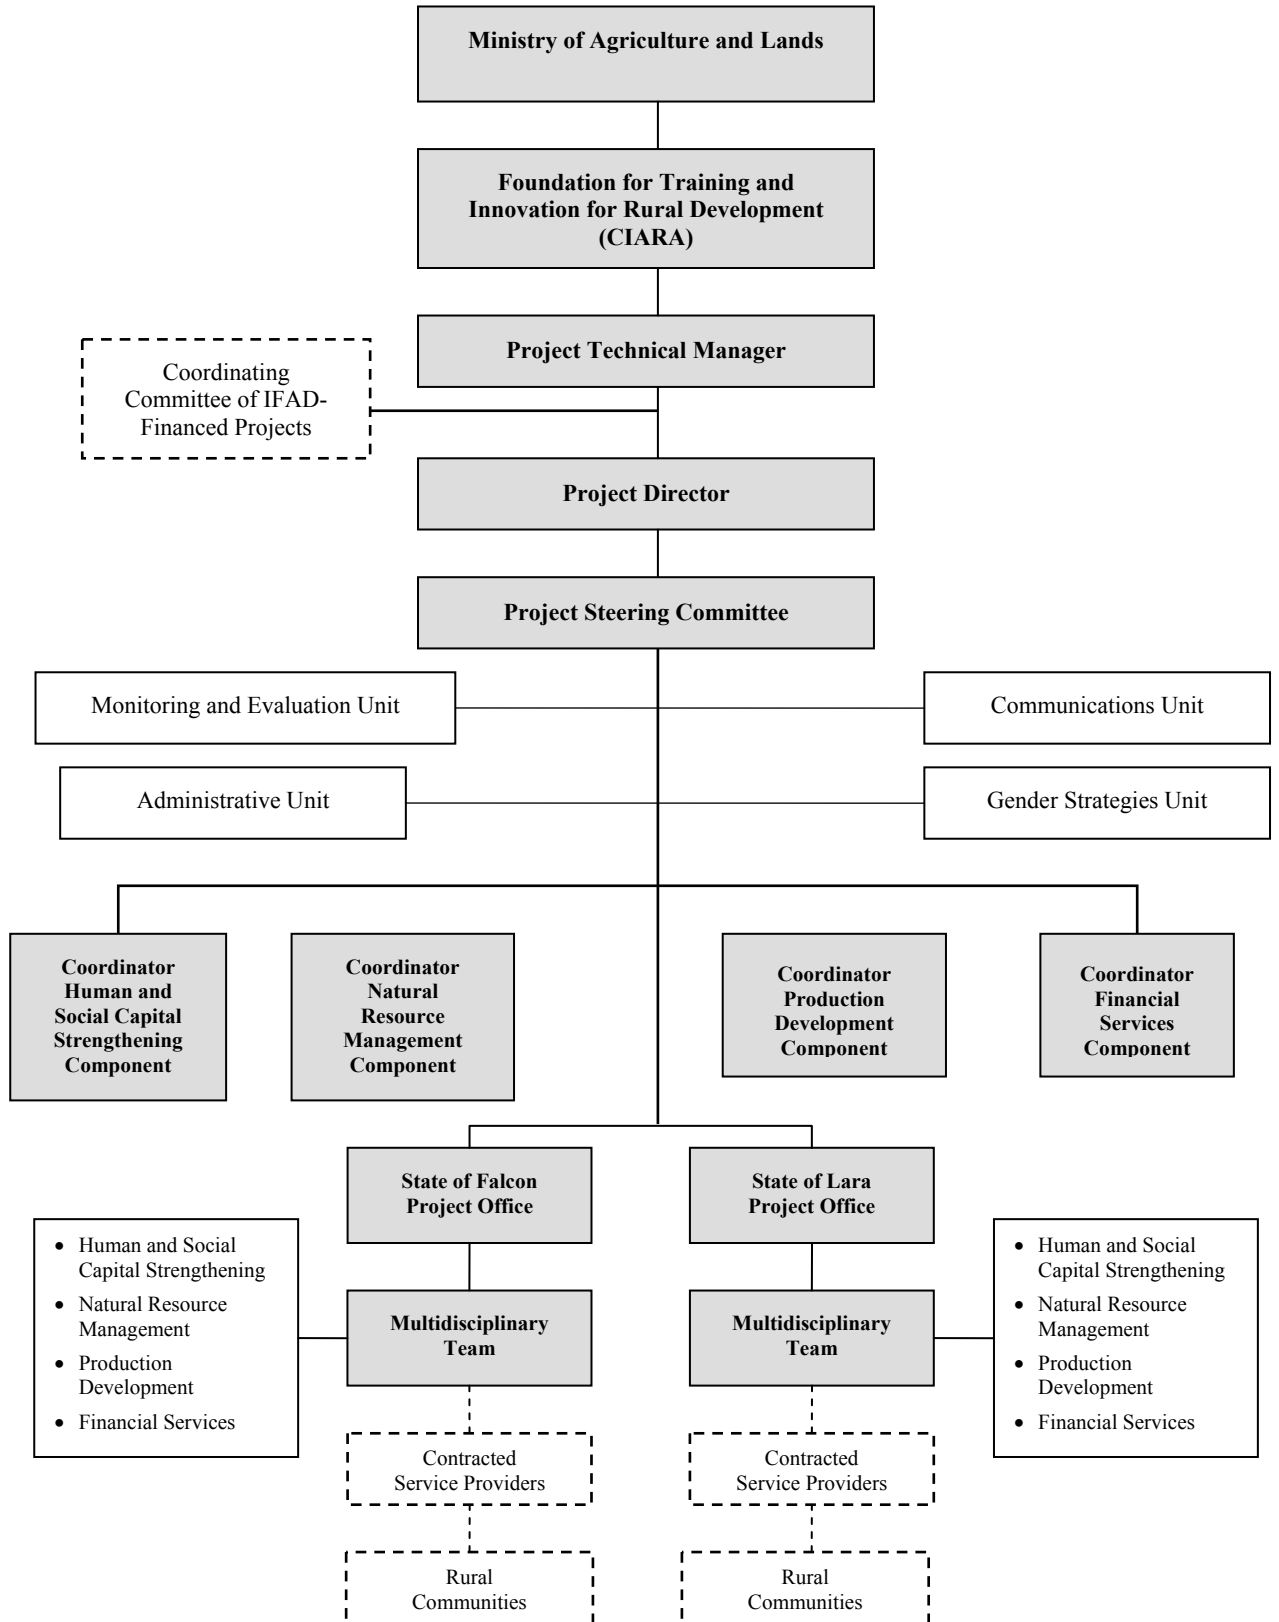 Ministry of Agriculture and Lands
Foundation for Training and
Innovation for Rural Development
(CIARA)
Project Technical Manager
Coordinating
Committee of IFAD-
Financed Projects
Project Director
Project Steering Committee
Monitoring and Evaluation Unit
Communications Unit
Administrative Unit
Gender Strategies Unit
Coordinator
Human and
Social Capital
Strengthening
Component
Coordinator
Natural
Resource
Management
Component
Coordinator
Production
Development
Component
Coordinator
Financial
Services
Component
State of Falcon
Project Office
State of Lara
Project Office
• Human and Social
Capital Strengthening
• Natural Resource
Management
• Production
Development
• Financial Services
Multidisciplinary
Team
Multidisciplinary
Team
• Human and Social
Capital Strengthening
• Natural Resource
Management
• Production
Development
• Financial Services
Contracted
Service Providers
Contracted
Service Providers
Rural
Communities
Rural
Communities